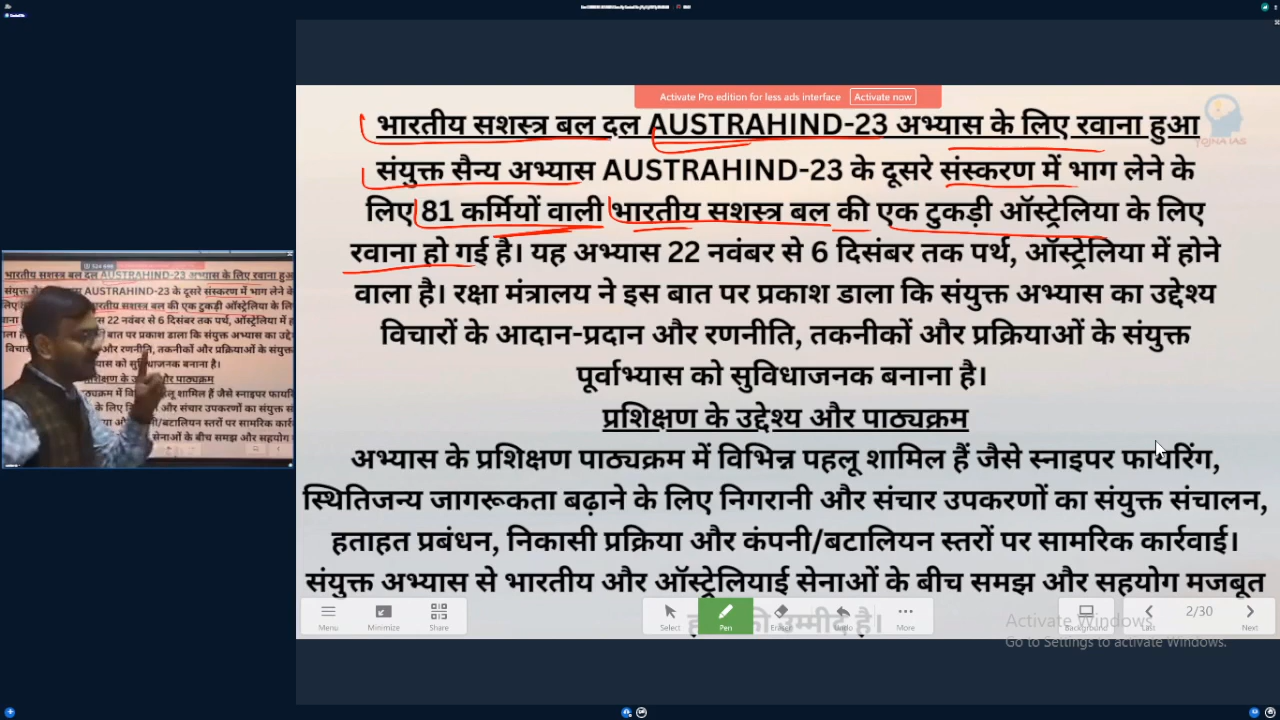 Activate Pro edition for less ads interface Activate now
भारतीय सशस्त्र बल दल AUSTRAHIND-23 अभ्यास के लिए रवाना हुआ
YOJNA IAS
संयुक्त सैन्य अभ्यास AUSTRAHIND-23 के दूसरे संस्करण में भाग लेने के
लिए 81 कर्मियों वाली भारतीय सशस्त्र बल की एक टुकड़ी ऑस्ट्रेलिया के लिए
रवाना हो गई है। यह अभ्यास 22 नवंबर से 6 दिसंबर तक पर्थ, ऑस्ट्रेलिया में होने
वाला है। रक्षा मंत्रालय ने इस बात पर प्रकाश डाला कि संयुक्त अभ्यास का उद्देश्य
विचारों के आदान-प्रदान और रणनीति, तकनीकों और प्रक्रियाओं के संयुक्त
पूर्वाभ्यास को सुविधाजनक बनाना है।
प्रशिक्षण के उद्देश्य और पाठ्यक्रम
अभ्यास के प्रशिक्षण पाठ्यक्रम में विभिन्न पहलू शामिल हैं जैसे स्नाइपर फायरिंग,
स्थितिजन्य जागरूकता बढ़ाने के लिए निगरानी और संचार उपकरणों का संयुक्त संचालन,
हताहत प्रबंधन, निकासी प्रक्रिया और कंपनी/बटालियन स्तरों पर सामरिक कार्रवाई।
संयुक्त अभ्यास से भारतीय और ऑस्ट्रेलियाई सेनाओं के बीच समझ और सहयोग मजबूत
की उम्मीद है।
Menu Minimize Share Select Pen Eraser Undo More Background Last 2/30 Next
Activate Windows
Go to Settings to activate Windows.